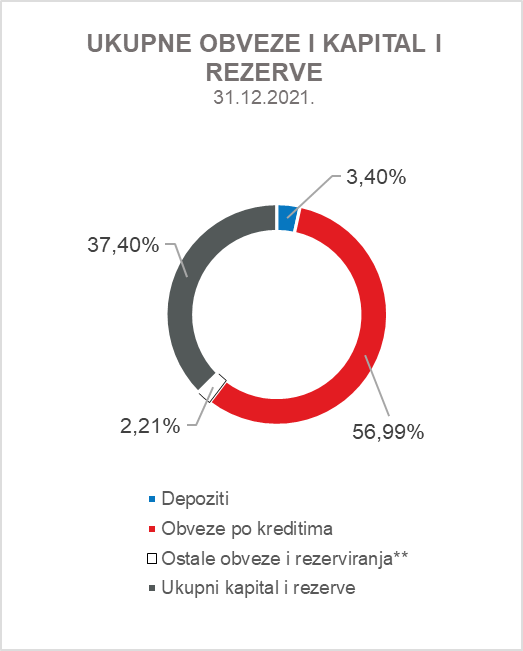 UKUPNE OBVEZE I KAPITAL I
REZERVE
31.12.2021.
3,40%
37,40%
2,21%
56,99%
Depoziti
Obveze po kreditima
Ostale obveze i rezerviranja**
Ukupni kapital i rezerve